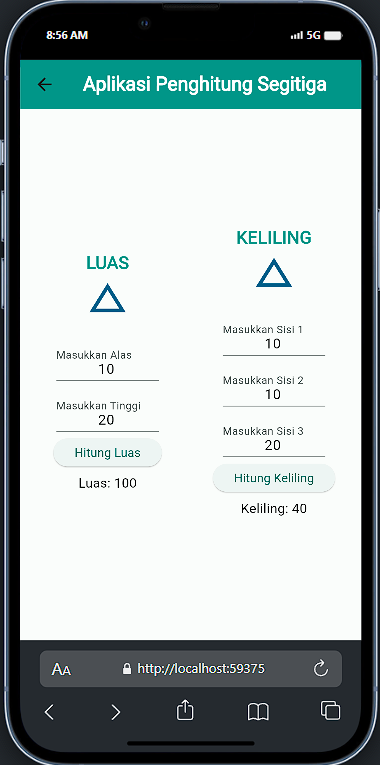 8:56 AM
5G
Aplikasi Penghitung Segitiga
LUAS
Masukkan Alas
10
Masukkan Tinggi
20
Hitung Luas
Luas: 100
KELILING
Masukkan Sisi 1
10
Masukkan Sisi 2
10
Masukkan Sisi 3
20
Hitung Keliling
Keliling: 40
AA
http://localhost:59375